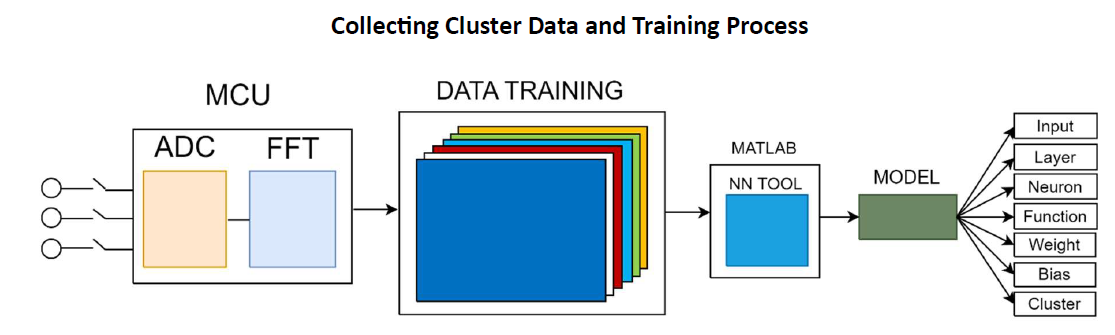 Collecting Cluster Data and Training Process
MCU
ADC
FFT
DATA TRAINING
MATLAB
NN TOOL
MODEL
Input
Layer
Neuron
Function
Weight
Bias
Cluster